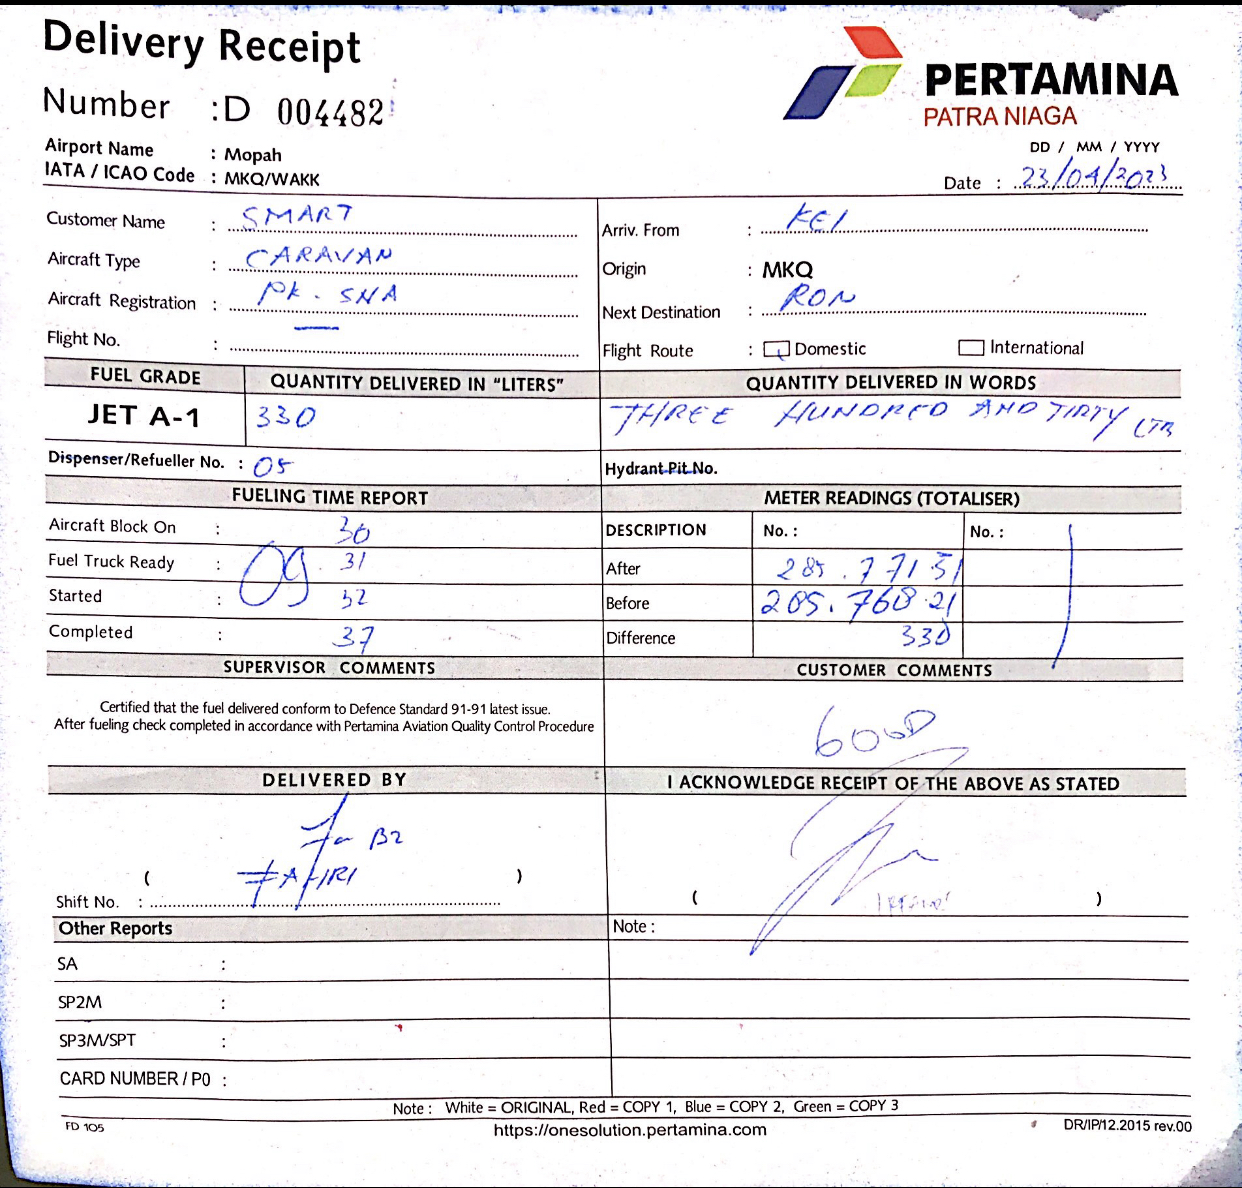 Delivery Receipt
Number : D 004482
PERTAMINA
PATRA NIAGA
Airport Name : Mopah
IATA / ICAO Code : MKQ/WAKK
DD / MM / YYYY
Date : 23/04/2023
Customer Name : SMART
Aircraft Type : CARAVAN
Aircraft Registration : PK. SNA
Flight No. : —
Arriv. From : KEI
Origin : MKQ
Next Destination : RON
Flight Route : Domestic International
FUEL GRADE QUANTITY DELIVERED IN "LITERS" QUANTITY DELIVERED IN WORDS
JET A-1 330 THREE HUNDRED AND TIRTY LTR
Dispenser/Refueller No. : 05 Hydrant Pit No.
FUELING TIME REPORT METER READINGS (TOTALISER)
Aircraft Block On : 30 DESCRIPTION No. : No. :
Fuel Truck Ready : 09 . 31 After 285.771.51
Started : 32 Before 285.768.21
Completed : 37 Difference 330
SUPERVISOR COMMENTS CUSTOMER COMMENTS
Certified that the fuel delivered conform to Defence Standard 91-91 latest issue.
After fueling check completed in accordance with Pertamina Aviation Quality Control Procedure
GOOD
DELIVERED BY I ACKNOWLEDGE RECEIPT OF THE ABOVE AS STATED
B2
( FAHRI )
Shift No. :
( )
Other Reports Note :
SA :
SP2M :
SP3M/SPT :
CARD NUMBER / P0 :
Note : White = ORIGINAL, Red = COPY 1, Blue = COPY 2, Green = COPY 3
FD 105
https://onesolution.pertamina.com
DR/IP/12.2015 rev.00